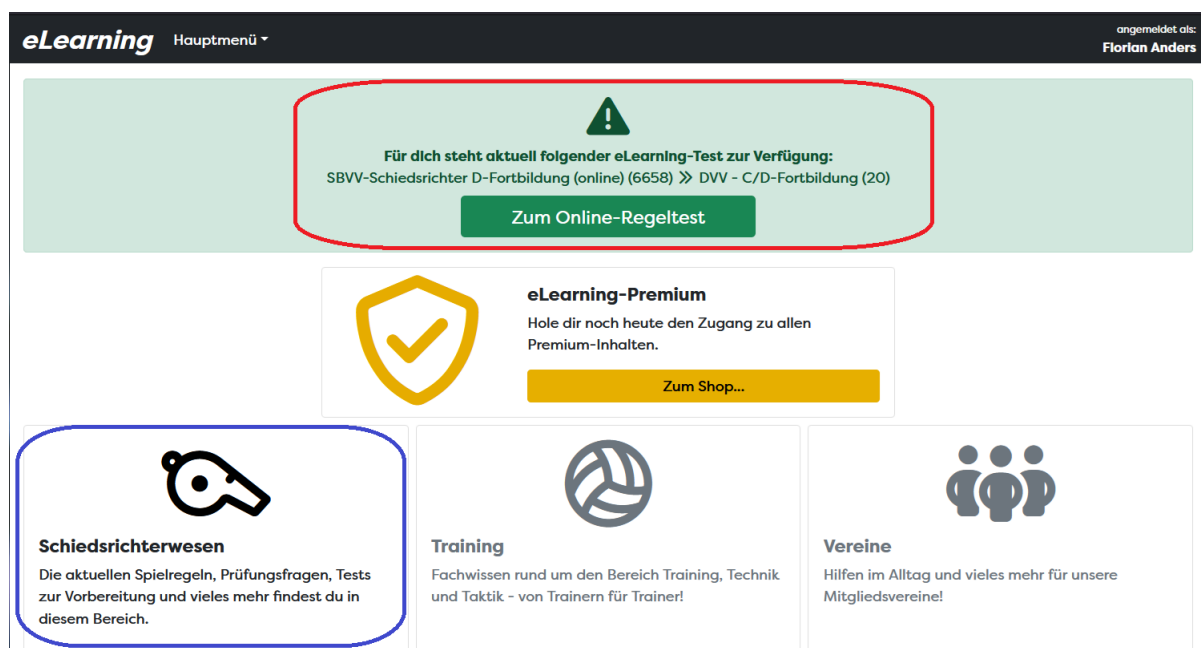 eLearning Hauptmenü
angemeldet als:
Florian Anders
Für dich steht aktuell folgender eLearning-Test zur Verfügung:
SBVV-Schiedsrichter D-Fortbildung (online) (6658) >> DVV - C/D-Fortbildung (20)
Zum Online-Regeltest
eLearning-Premium
Hole dir noch heute den Zugang zu allen
Premium-Inhalten.
Zum Shop...
Schiedsrichterwesen
Die aktuellen Spielregeln, Prüfungsfragen, Tests
zur Vorbereitung und vieles mehr findest du in
diesem Bereich.
Training
Fachwissen rund um den Bereich Training, Technik
und Taktik - von Trainern für Trainer!
Vereine
Hilfen im Alltag und vieles mehr für unsere
Mitgliedsvereine!